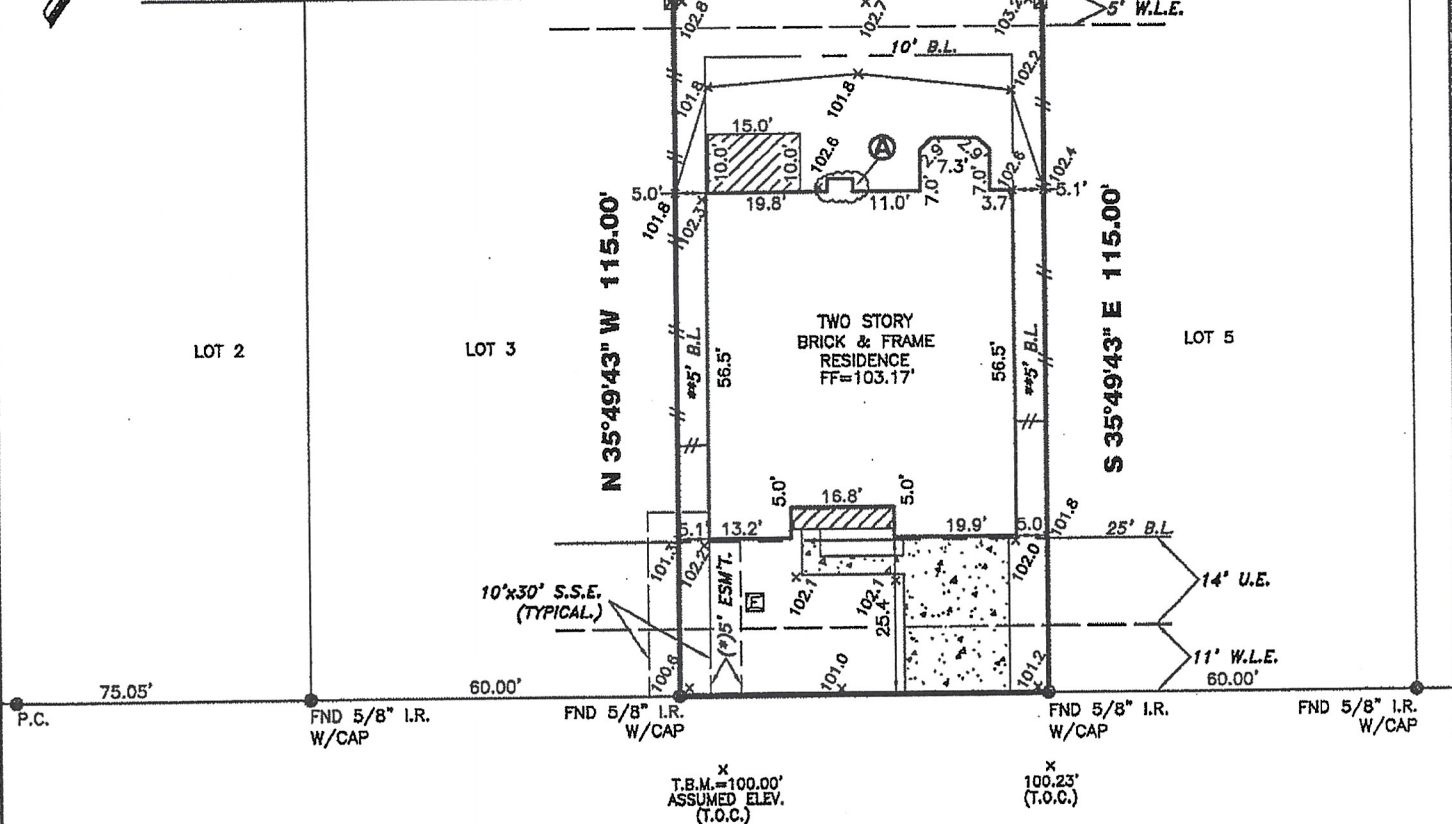 102.8
102.7
103.2
5' W.L.E.
10' B.L.
101.8
101.8
102.2
15.0'
10.0'
10.0'
102.6
A
2.9'
2.9'
7.3'
7.0'
7.0'
102.6
102.4
5.0'
19.8'
11.0'
3.7'
5.1'
101.8
102.3
N 35°49'43" W 115.00'
S 35°49'43" E 115.00'
LOT 2
LOT 3
TWO STORY
BRICK & FRAME
RESIDENCE
FF=103.17'
LOT 5
**5' B.L.
56.5'
56.5'
**5' B.L.
5.0'
16.8'
5.0'
5.1'
13.2'
19.9'
5.0
101.8
25' B.L.
101.3
102.2
102.0
10'x30' S.S.E.
(TYPICAL.)
(*)5' ESM'T.
F
102.1
102.1
25.4
14' U.E.
11' W.L.E.
100.6
101.0
101.2
75.05'
60.00'
60.00'
P.C.
FND 5/8" I.R.
W/CAP
FND 5/8" I.R.
W/CAP
FND 5/8" I.R.
W/CAP
FND 5/8" I.R.
W/CAP
T.B.M.=100.00'
ASSUMED ELEV.
(T.O.C.)
100.23'
(T.O.C.)